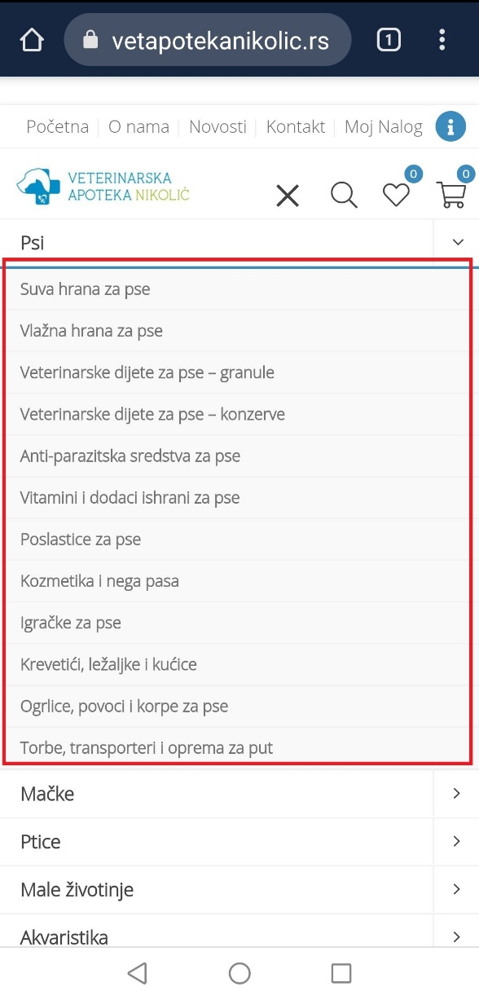 vetapotekanikolic.rs 1
Početna O nama Novosti Kontakt Moj Nalog i
VETERINARSKA
APOTEKA NIKOLIĆ
0 0
Psi
Suva hrana za pse
Vlažna hrana za pse
Veterinarske dijete za pse – granule
Veterinarske dijete za pse – konzerve
Anti-parazitska sredstva za pse
Vitamini i dodaci ishrani za pse
Poslastice za pse
Kozmetika i nega pasa
Igračke za pse
Krevetići, ležaljke i kućice
Ogrlice, povoci i korpe za pse
Torbe, transporteri i oprema za put
Mačke
Ptice
Male životinje
Akvaristika